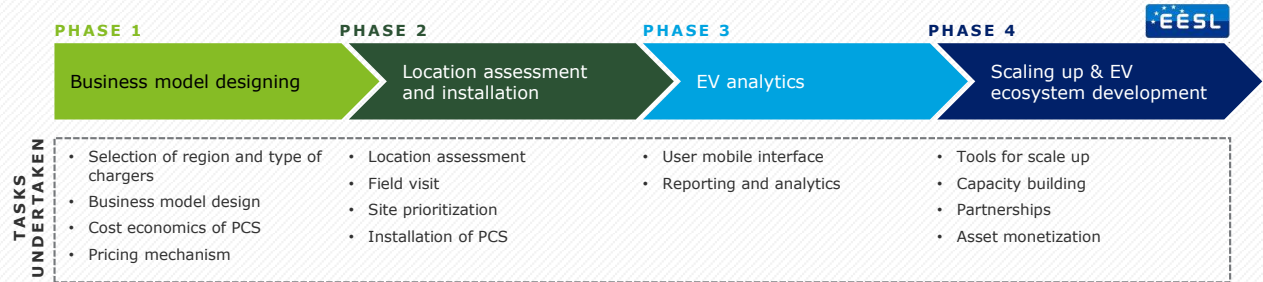 PHASE 1
PHASE 2
PHASE 3
PHASE 4
EESL
Business model designing
Location assessment
and installation
EV analytics
Scaling up & EV
ecosystem development
TASKS
UNDERTAKEN
• Selection of region and type of
chargers
• Business model design
• Cost economics of PCS
• Pricing mechanism
• Location assessment
• Field visit
• Site prioritization
• Installation of PCS
• User mobile interface
• Reporting and analytics
• Tools for scale up
• Capacity building
• Partnerships
• Asset monetization